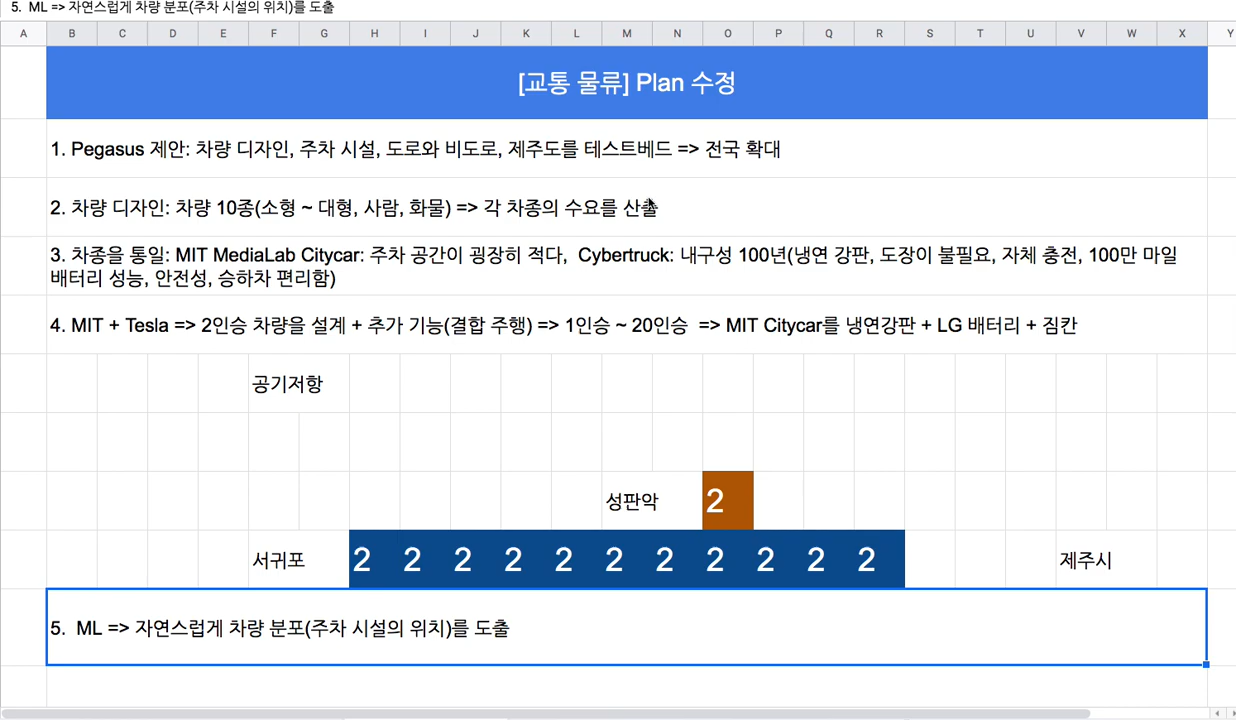 5. ML => 자연스럽게 차량 분포(주차 시설의 위치)를 도출
A B C D E F G H I J K L M N O P Q R S T U V W X Y
[교통 물류] Plan 수정
1. Pegasus 제안: 차량 디자인, 주차 시설, 도로와 비도로, 제주도를 테스트베드 => 전국 확대
2. 차량 디자인: 차량 10종(소형 ~ 대형, 사람, 화물) => 각 차종의 수요를 산출
3. 차종을 통일: MIT MediaLab Citycar: 주차 공간이 굉장히 적다, Cybertruck: 내구성 100년(냉연 강판, 도장이 불필요, 자체 충전, 100만 마일
배터리 성능, 안전성, 승하차 편리함)
4. MIT + Tesla => 2인승 차량을 설계 + 추가 기능(결합 주행) => 1인승 ~ 20인승 => MIT Citycar를 냉연강판 + LG 배터리 + 짐칸
공기저항
성판악 2
서귀포 2 2 2 2 2 2 2 2 2 2 2 제주시
5. ML => 자연스럽게 차량 분포(주차 시설의 위치)를 도출